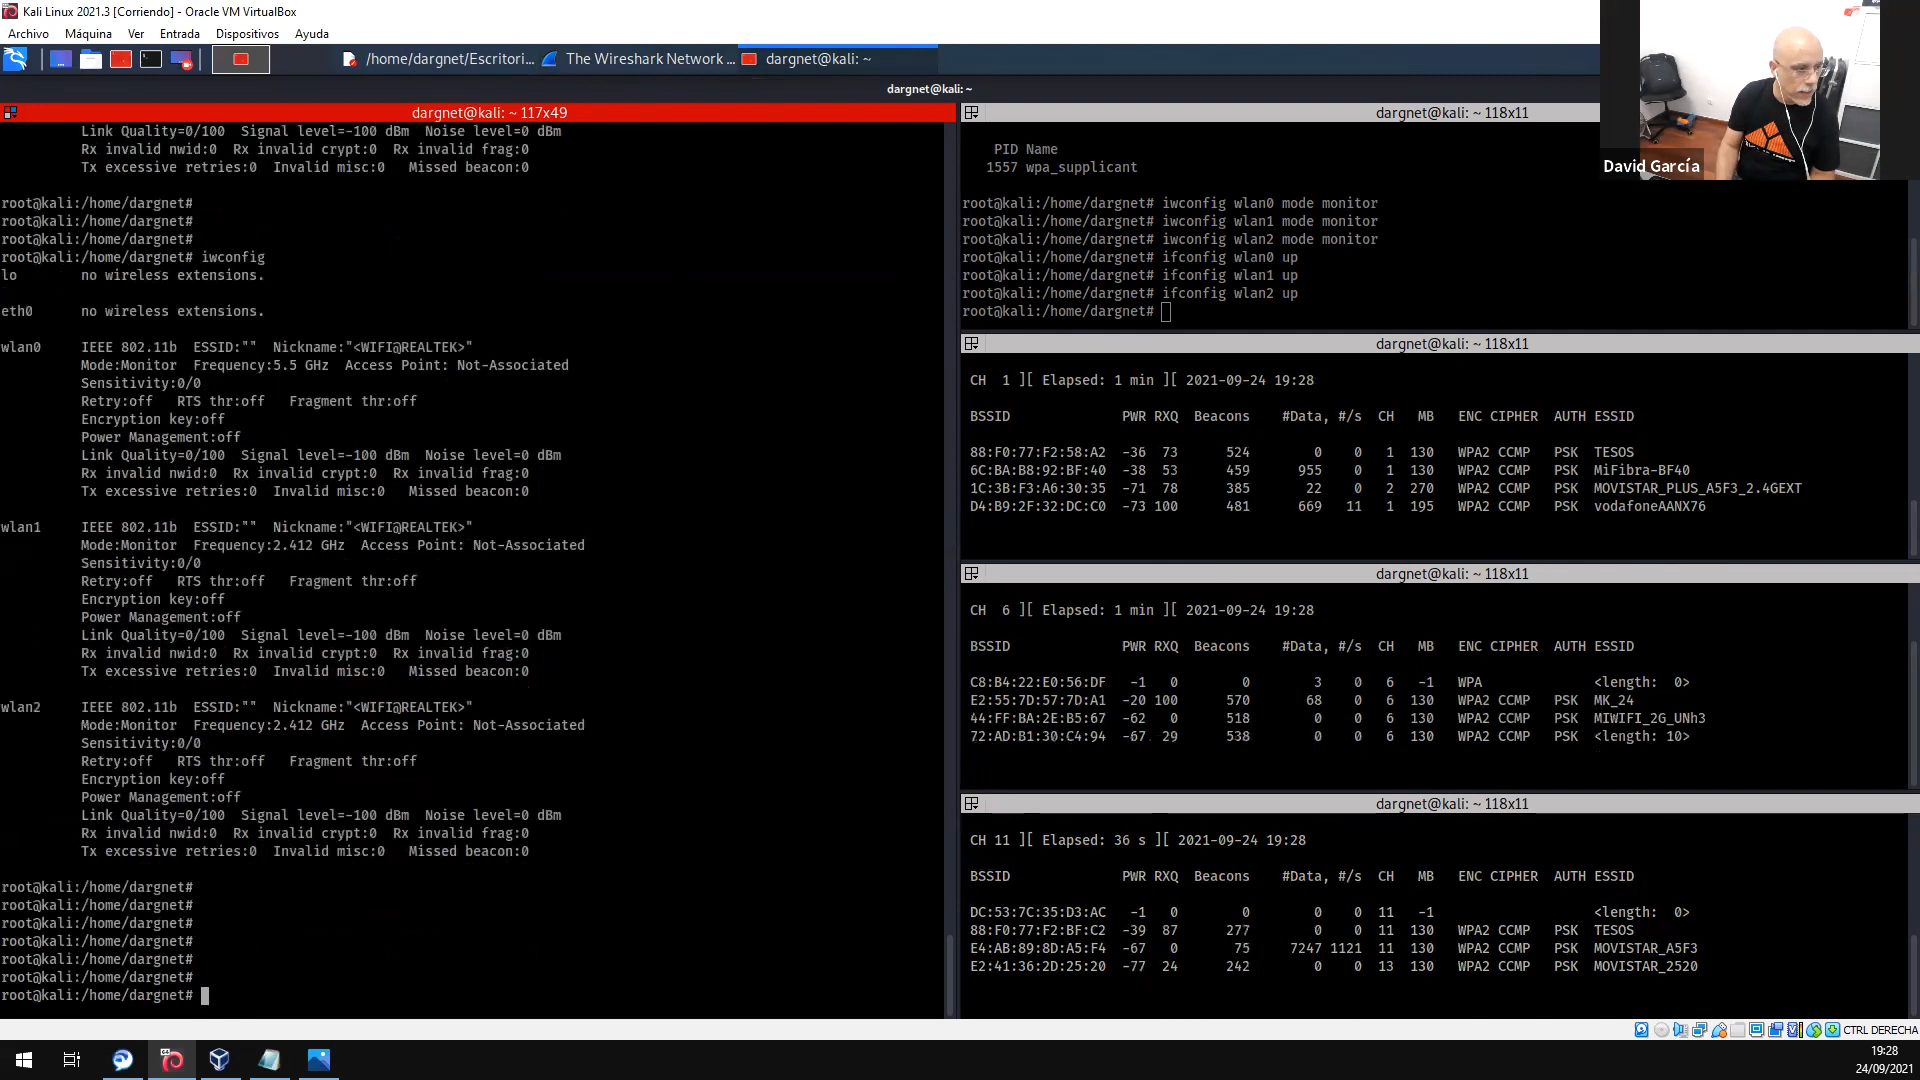 Kali Linux 2021.3 [Corriendo] - Oracle VM VirtualBox
Archivo Máquina Ver Entrada Dispositivos Ayuda
/home/dargnet/Escritori... The Wireshark Network ... dargnet@kali: ~
dargnet@kali: ~
dargnet@kali: ~ 117x49
Link Quality=0/100 Signal level=-100 dBm Noise level=0 dBm
Rx invalid nwid:0 Rx invalid crypt:0 Rx invalid frag:0
Tx excessive retries:0 Invalid misc:0 Missed beacon:0
root@kali:/home/dargnet#
root@kali:/home/dargnet#
root@kali:/home/dargnet#
root@kali:/home/dargnet# iwconfig
lo no wireless extensions.
eth0 no wireless extensions.
wlan0 IEEE 802.11b ESSID:"" Nickname:"<WIFI@REALTEK>"
Mode:Monitor Frequency:5.5 GHz Access Point: Not-Associated
Sensitivity:0/0
Retry:off RTS thr:off Fragment thr:off
Encryption key:off
Power Management:off
Link Quality=0/100 Signal level=-100 dBm Noise level=0 dBm
Rx invalid nwid:0 Rx invalid crypt:0 Rx invalid frag:0
Tx excessive retries:0 Invalid misc:0 Missed beacon:0
wlan1 IEEE 802.11b ESSID:"" Nickname:"<WIFI@REALTEK>"
Mode:Monitor Frequency:2.412 GHz Access Point: Not-Associated
Sensitivity:0/0
Retry:off RTS thr:off Fragment thr:off
Encryption key:off
Power Management:off
Link Quality=0/100 Signal level=-100 dBm Noise level=0 dBm
Rx invalid nwid:0 Rx invalid crypt:0 Rx invalid frag:0
Tx excessive retries:0 Invalid misc:0 Missed beacon:0
wlan2 IEEE 802.11b ESSID:"" Nickname:"<WIFI@REALTEK>"
Mode:Monitor Frequency:2.412 GHz Access Point: Not-Associated
Sensitivity:0/0
Retry:off RTS thr:off Fragment thr:off
Encryption key:off
Power Management:off
Link Quality=0/100 Signal level=-100 dBm Noise level=0 dBm
Rx invalid nwid:0 Rx invalid crypt:0 Rx invalid frag:0
Tx excessive retries:0 Invalid misc:0 Missed beacon:0
root@kali:/home/dargnet#
root@kali:/home/dargnet#
root@kali:/home/dargnet#
root@kali:/home/dargnet#
root@kali:/home/dargnet#
root@kali:/home/dargnet#
root@kali:/home/dargnet#
dargnet@kali: ~ 118x11
PID Name
1557 wpa_supplicant
root@kali:/home/dargnet# iwconfig wlan0 mode monitor
root@kali:/home/dargnet# iwconfig wlan1 mode monitor
root@kali:/home/dargnet# iwconfig wlan2 mode monitor
root@kali:/home/dargnet# ifconfig wlan0 up
root@kali:/home/dargnet# ifconfig wlan1 up
root@kali:/home/dargnet# ifconfig wlan2 up
root@kali:/home/dargnet#
David García
dargnet@kali: ~ 118x11
CH 1 ][ Elapsed: 1 min ][ 2021-09-24 19:28
BSSID PWR RXQ Beacons #Data, #/s CH MB ENC CIPHER AUTH ESSID
88:F0:77:F2:58:A2 -36 73 524 0 0 1 130 WPA2 CCMP PSK TESOS
6C:BA:B8:92:BF:40 -38 53 459 955 0 1 130 WPA2 CCMP PSK MiFibra-BF40
1C:3B:F3:A6:30:35 -71 78 385 22 0 2 270 WPA2 CCMP PSK MOVISTAR_PLUS_A5F3_2.4GEXT
D4:B9:2F:32:DC:C0 -73 100 481 669 11 1 195 WPA2 CCMP PSK vodafoneAANX76
dargnet@kali: ~ 118x11
CH 6 ][ Elapsed: 1 min ][ 2021-09-24 19:28
BSSID PWR RXQ Beacons #Data, #/s CH MB ENC CIPHER AUTH ESSID
C8:B4:22:E0:56:DF -1 0 0 3 0 6 -1 WPA <length: 0>
E2:55:7D:57:7D:A1 -20 100 570 68 0 6 130 WPA2 CCMP PSK MK_24
44:FF:BA:2E:B5:67 -62 0 518 0 0 6 130 WPA2 CCMP PSK MIWIFI_2G_UNh3
72:AD:B1:30:C4:94 -67 29 538 0 0 6 130 WPA2 CCMP PSK <length: 10>
dargnet@kali: ~ 118x11
CH 11 ][ Elapsed: 36 s ][ 2021-09-24 19:28
BSSID PWR RXQ Beacons #Data, #/s CH MB ENC CIPHER AUTH ESSID
DC:53:7C:35:D3:AC -1 0 0 0 0 11 -1 <length: 0>
88:F0:77:F2:BF:C2 -39 87 277 0 0 11 130 WPA2 CCMP PSK TESOS
E4:AB:89:8D:A5:F4 -67 0 75 7247 1121 11 130 WPA2 CCMP PSK MOVISTAR_A5F3
E2:41:36:2D:25:20 -77 24 242 0 0 13 130 WPA2 CCMP PSK MOVISTAR_2520
CTRL DERECHA
19:28
24/09/2021